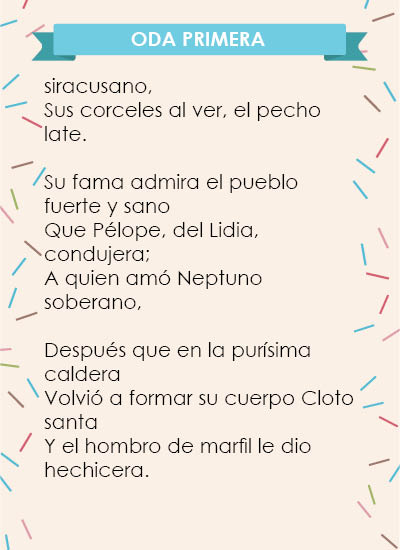 ODA PRIMERA
siracusano,
Sus corceles al ver, el pecho
late.
Su fama admira el pueblo
fuerte y sano
Que Pélope, del Lidia,
condujera;
A quien amó Neptuno
soberano,
Después que en la purísima
caldera
Volvió a formar su cuerpo Cloto
santa
Y el hombro de marfil le dio
hechicera.